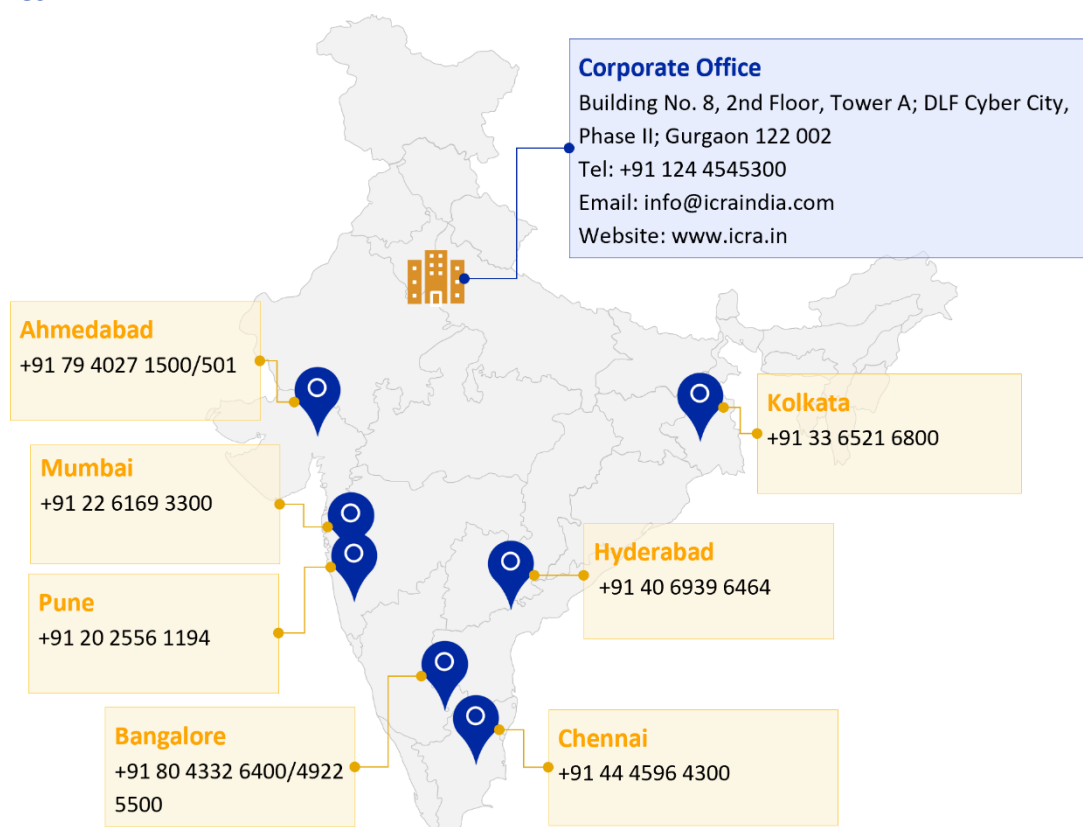 Corporate Office
Building No. 8, 2nd Floor, Tower A; DLF Cyber City,
Phase II; Gurgaon 122 002
Tel: +91 124 4545300
Email: info@icraindia.com
Website: www.icra.in
Ahmedabad
+91 79 4027 1500/501
Kolkata
+91 33 6521 6800
Mumbai
+91 22 6169 3300
Hyderabad
+91 40 6939 6464
Pune
+91 20 2556 1194
Bangalore
+91 80 4332 6400/4922
5500
Chennai
+91 44 4596 4300